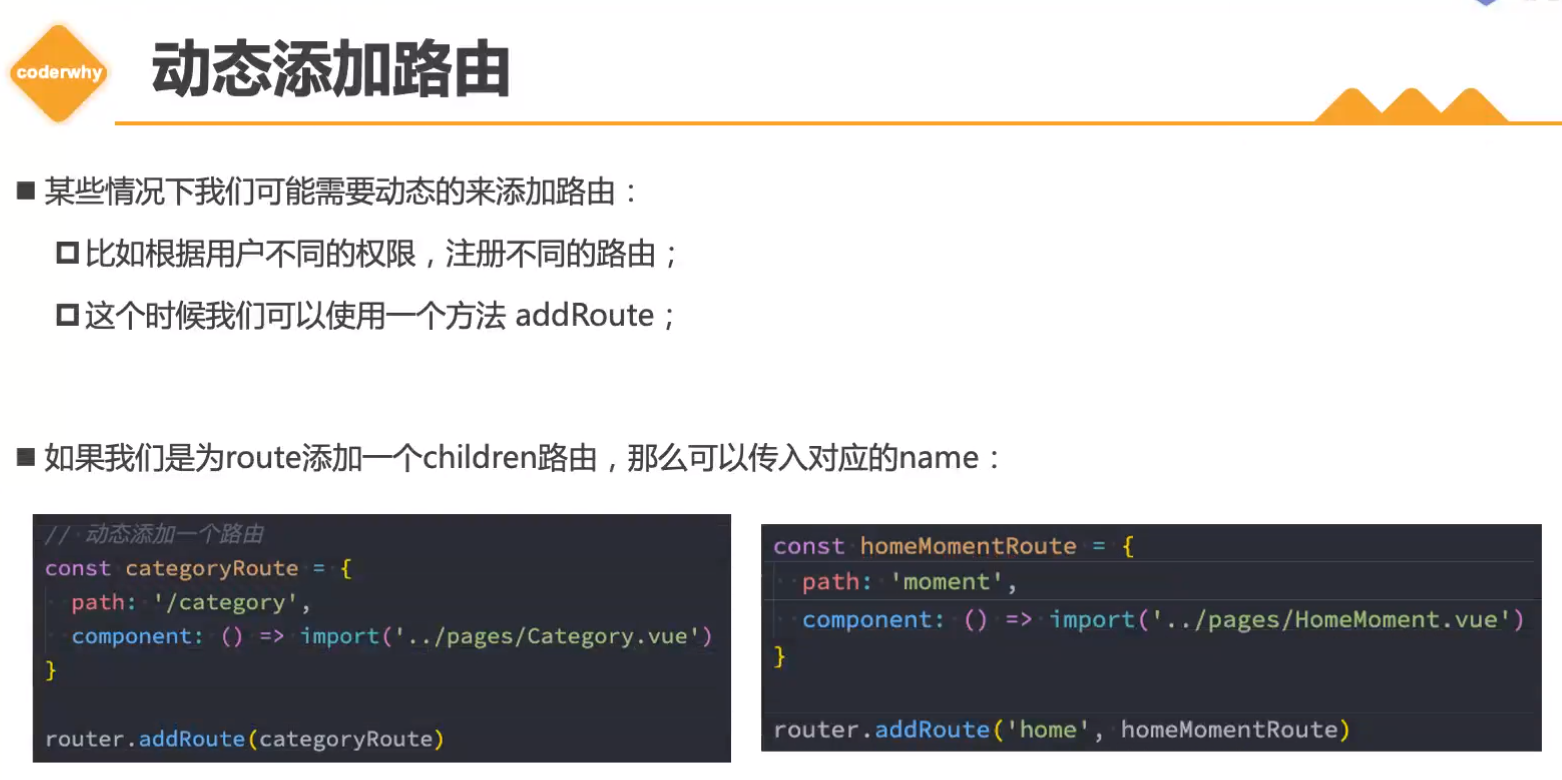 coderwhy
动态添加路由
■ 某些情况下我们可能需要动态的来添加路由：
比如根据用户不同的权限，注册不同的路由；
这个时候我们可以使用一个方法 addRoute；
■ 如果我们是为route添加一个children路由，那么可以传入对应的name：
// 动态添加一个路由
const categoryRoute = {
  path: '/category',
  component: () => import('../pages/Category.vue')
}
router.addRoute(categoryRoute)
const homeMomentRoute = {
  path: 'moment',
  component: () => import('../pages/HomeMoment.vue')
}
router.addRoute('home', homeMomentRoute)